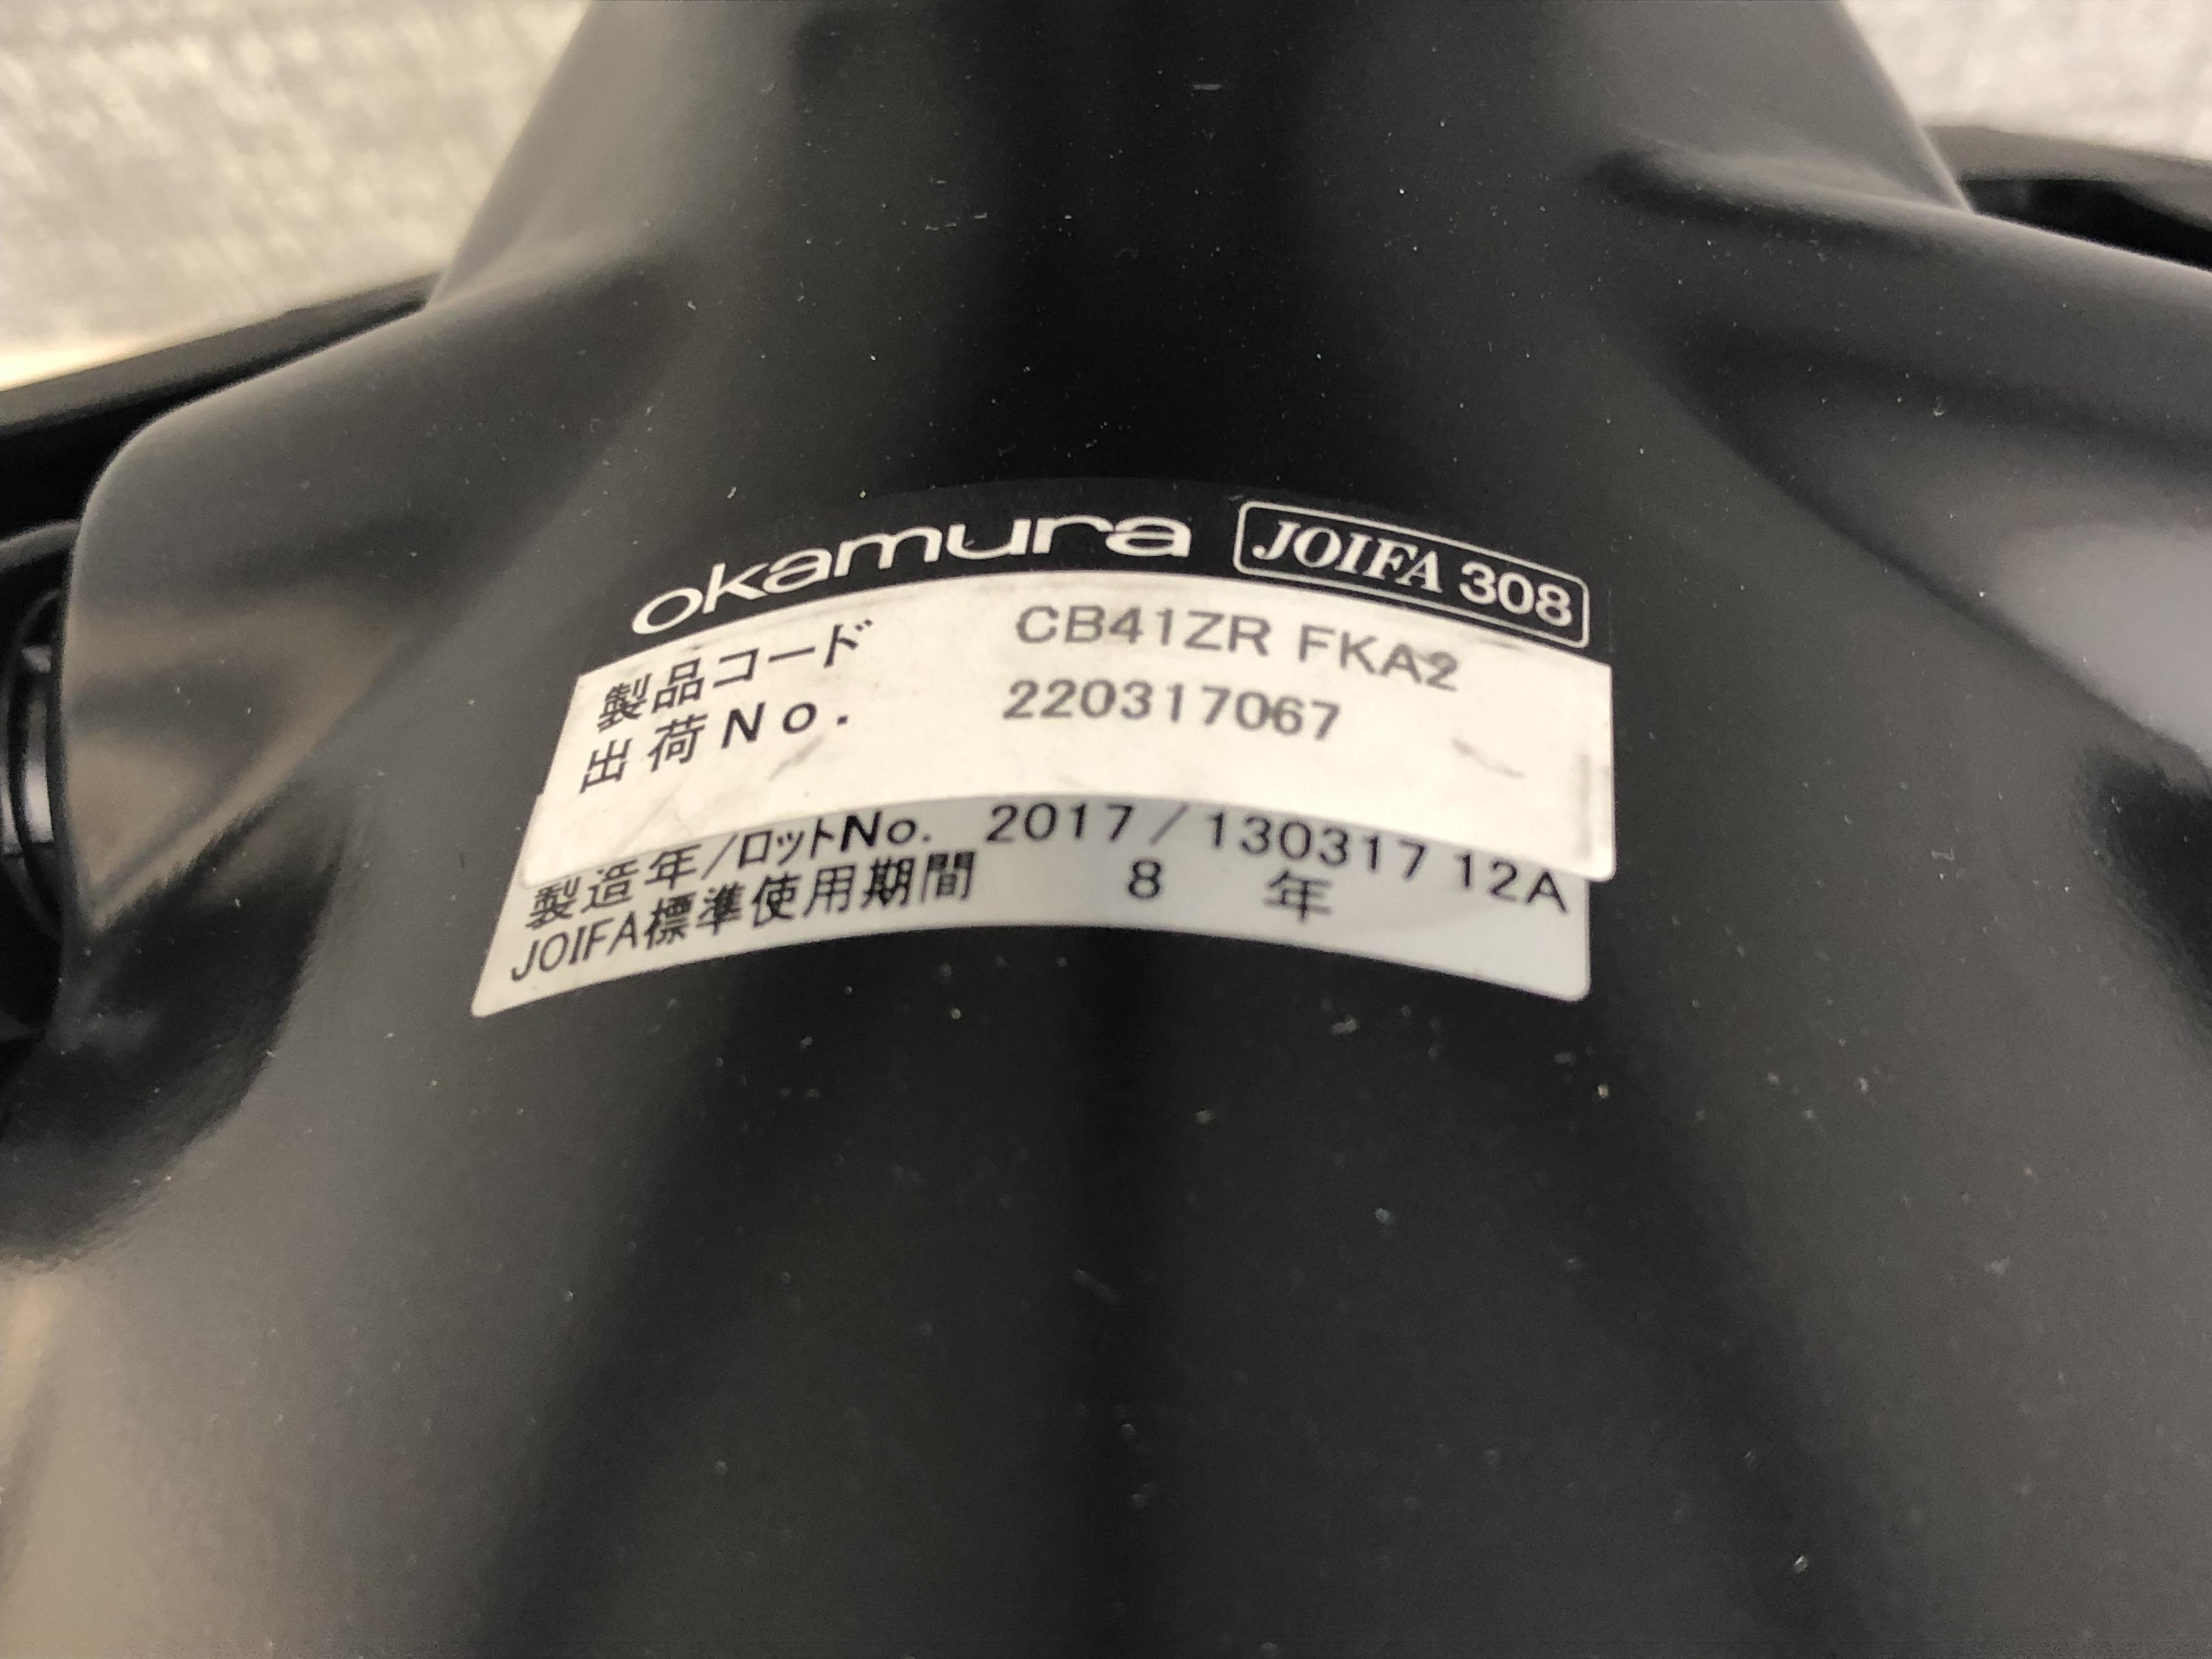 okamura JOIFA 308
製品コード CB41ZR FKA2
出荷No. 220317067
製造年/ロットNo. 2017/130317 12A
JOIFA標準使用期間 8 年